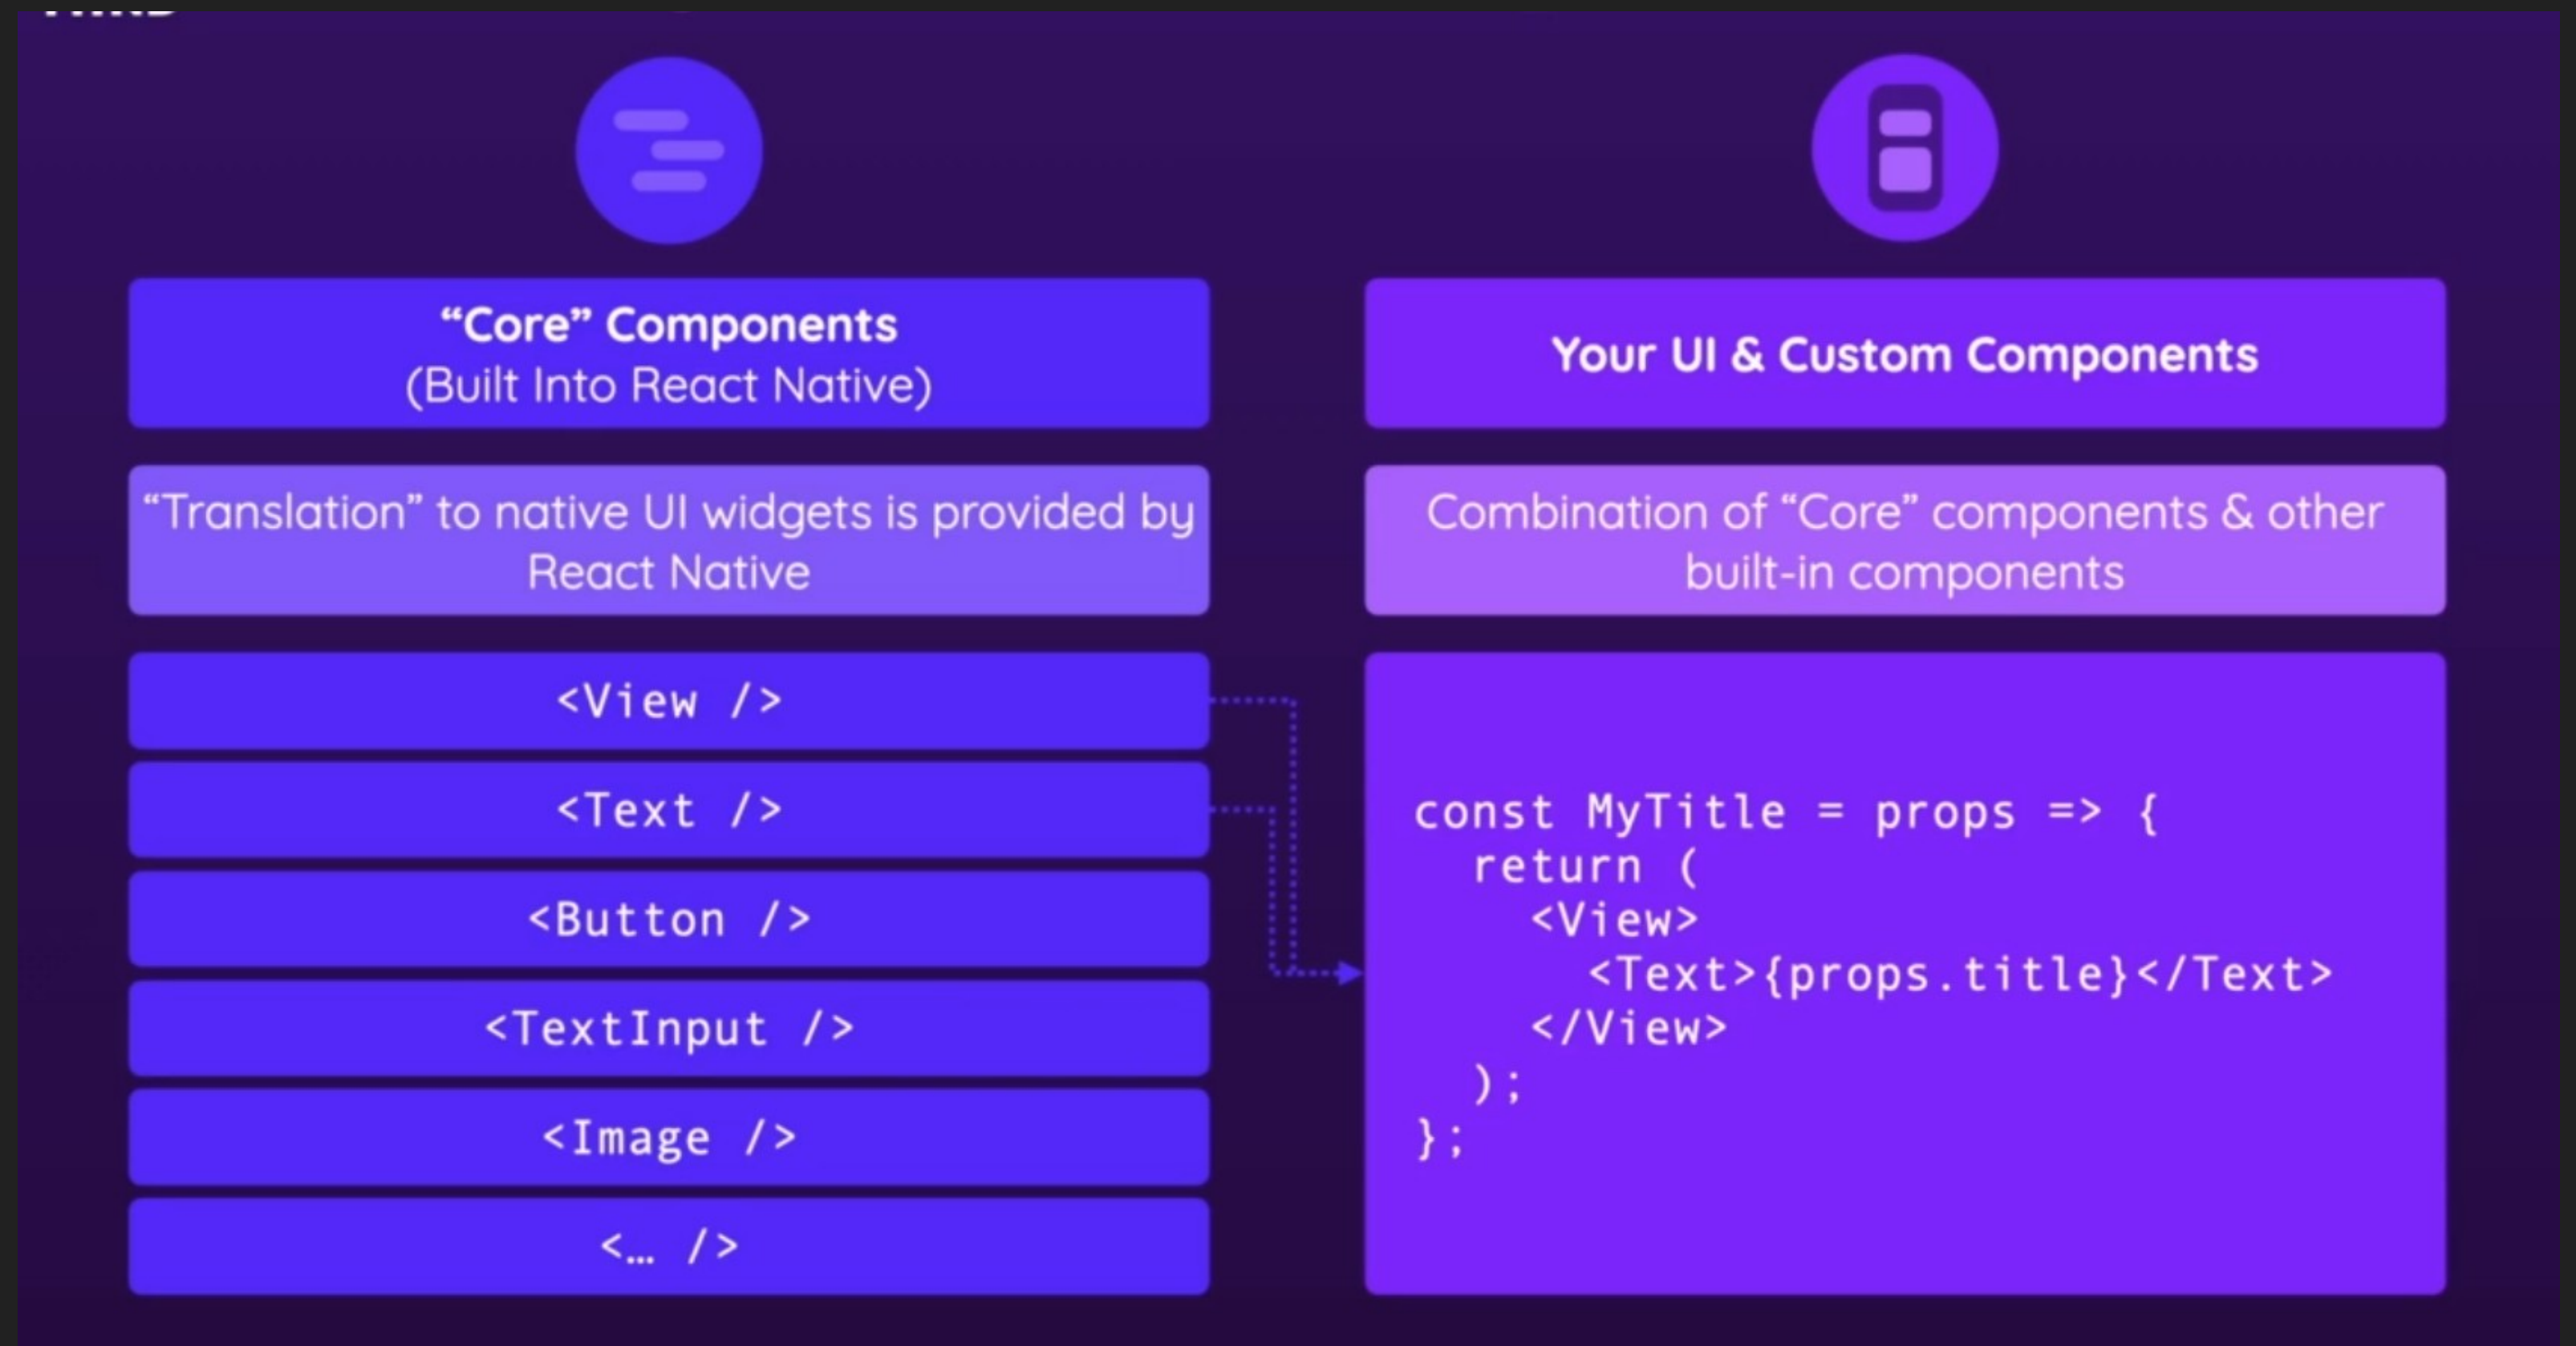 “Core” Components
(Built Into React Native)
“Translation” to native UI widgets is provided by
React Native
<View />
<Text />
<Button />
<TextInput />
<Image />
<… />
Your UI & Custom Components
Combination of “Core” components & other
built-in components
const MyTitle = props => {
  return (
    <View>
      <Text>{props.title}</Text>
    </View>
  );
};